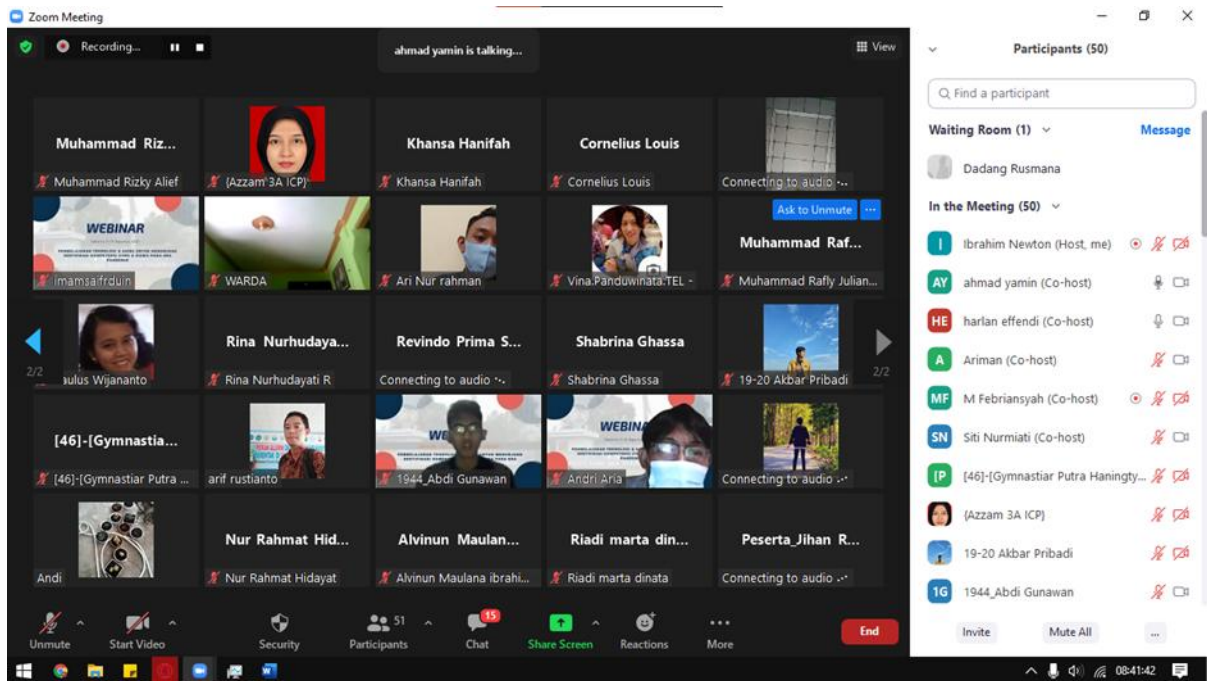 Zoom Meeting
Recording...
ahmad yamin is talking...
View
Muhammad Riz...
Muhammad Rizky Alief
(Azzam 3A ICP)
Khansa Hanifah
Khansa Hanifah
Cornelius Louis
Cornelius Louis
Connecting to audio
WEBINAR
imamsaifrduin
WARDA
Ari Nur rahman
Vina.Panduwinata.TEL -
Ask to Unmute ...
Muhammad Raf...
Muhammad Rafly Julian...
2/2
aulus Wijananto
Rina Nurhudaya...
Rina Nurhudayati R
Revindo Prima S...
Connecting to audio
Shabrina Ghassa
Shabrina Ghassa
19-20 Akbar Pribadi
2/2
[46]-[Gymnastia...
[46]-[Gymnastiar Putra ...
arif rustianto
1944_Abdi Gunawan
WEBINA
Andri Aria
Connecting to audio
Andi
Nur Rahmat Hid...
Nur Rahmat Hidayat
Alvinun Maulan...
Alvinun Maulana ibrahi...
Riadi marta din...
Riadi marta dinata
Peserta_Jihan R...
Connecting to audio
Unmute
Start Video
Security
51
Participants
15
Chat
Share Screen
Reactions
More
End
Participants (50)
Find a participant
Waiting Room (1)
Message
Dadang Rusmana
In the Meeting (50)
I Ibrahim Newton (Host, me)
AY ahmad yamin (Co-host)
HE harlan effendi (Co-host)
A Ariman (Co-host)
MF M Febriansyah (Co-host)
SN Siti Nurmiati (Co-host)
[P [46]-[Gymnastiar Putra Haningty...
(Azzam 3A ICP)
19-20 Akbar Pribadi
1G 1944_Abdi Gunawan
Invite
Mute All
...
08:41:42